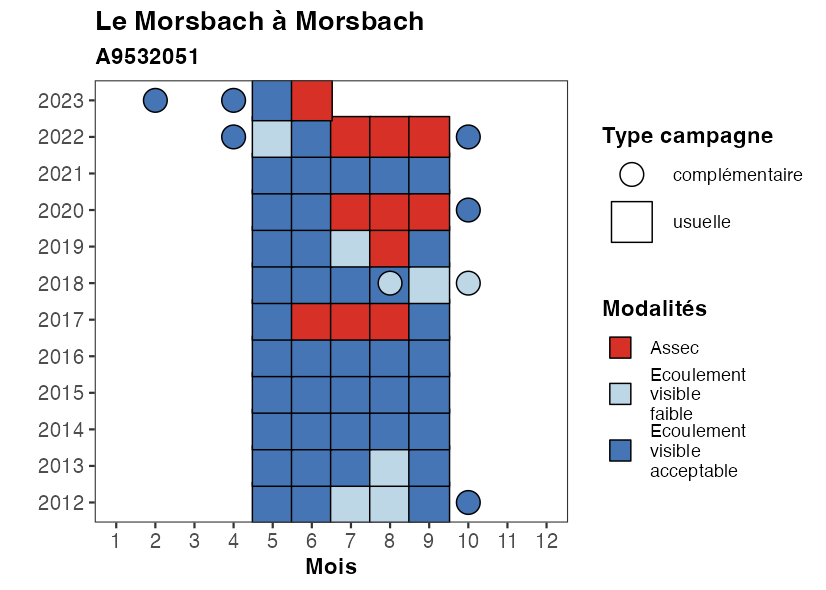 Le Morsbach à Morsbach
A9532051
2023
2022
2021
2020
2019
2018
2017
2016
2015
2014
2013
2012
1 2 3 4 5 6 7 8 9 10 11 12
Mois
Type campagne
complémentaire
usuelle
Modalités
Assec
Ecoulement
visible
faible
Ecoulement
visible
acceptable